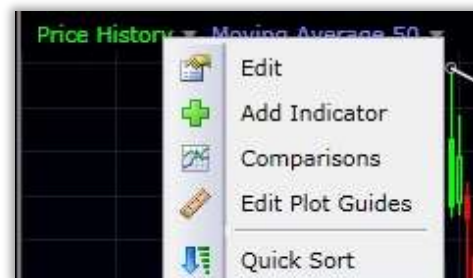 Price History Moving Average 50
Edit
Add Indicator
Comparisons
Edit Plot Guides
Quick Sort